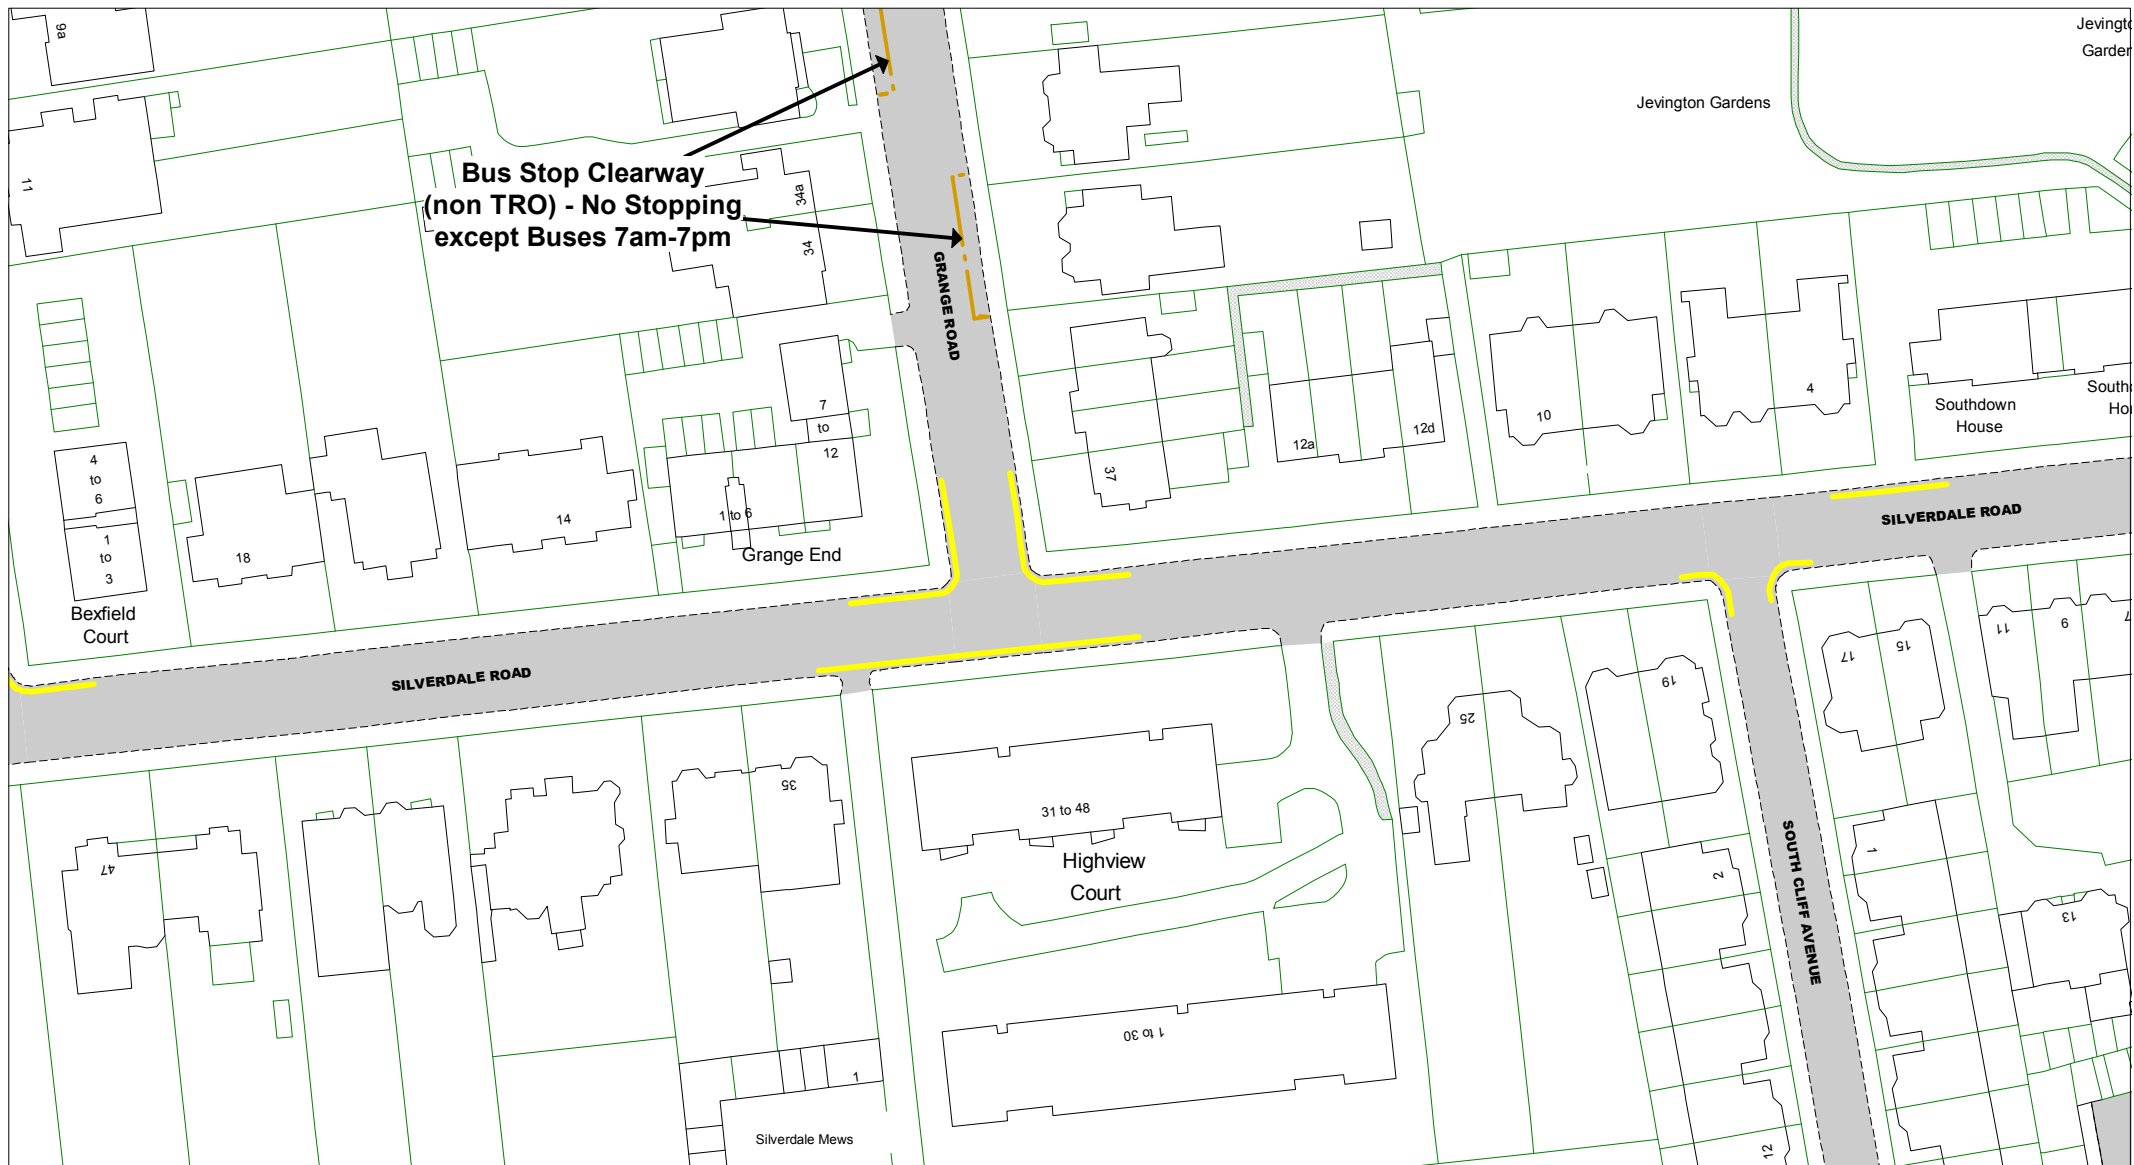 9a
Jevington Gardens
11
Bus Stop Clearway
(non TRO) - No Stopping
except Buses 7am-7pm
34a
34
GRANGE ROAD
7
to
12
4
to
6
1
to
3
Bexfield
Court
18
14
1 to 6
Grange End
37
12a
12d
10
4
Southdown
House
SILVERDALE ROAD
SILVERDALE ROAD
47
35
31 to 48
Highview
Court
25
19
17
15
11
9
7
2
1
13
SOUTH CLIFF AVENUE
1 to 30
1
Silverdale Mews
12